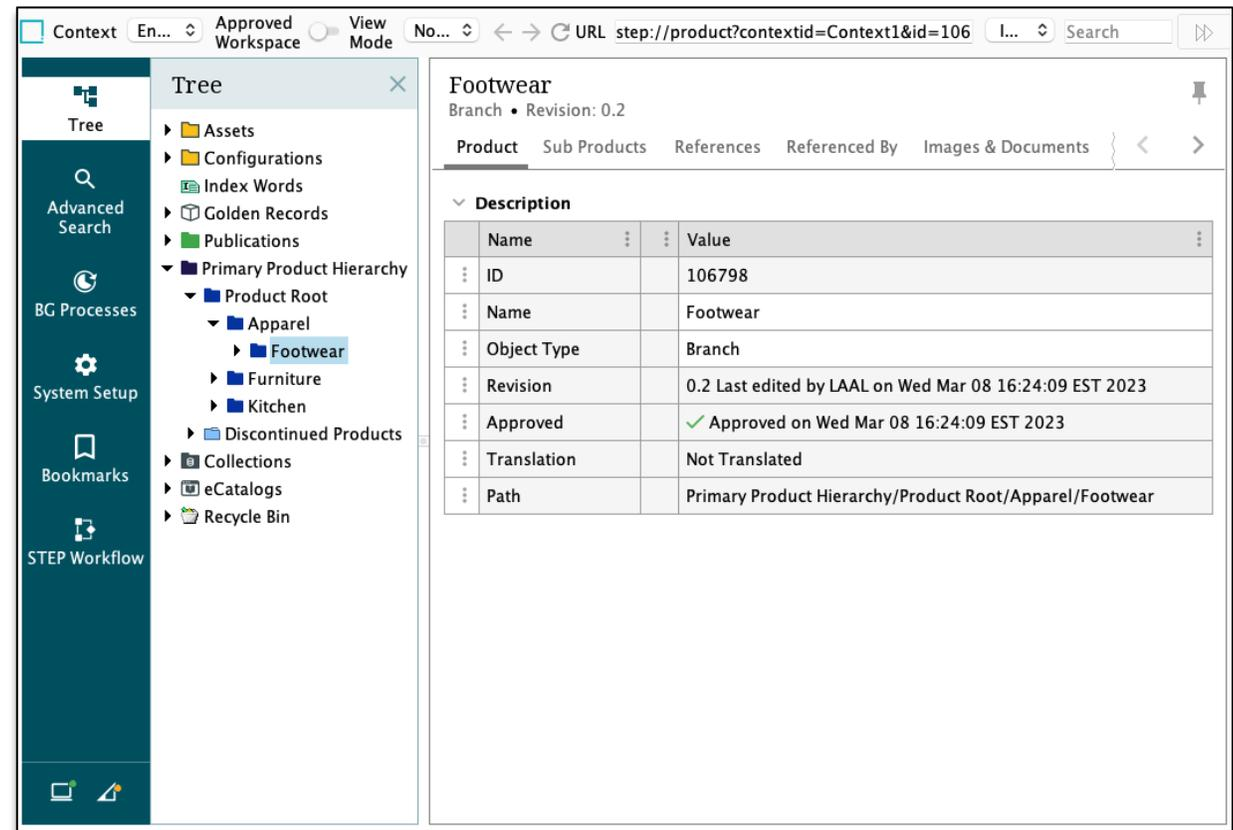 Context En... Approved Workspace View Mode No... URL step://product?contextid=Context1&id=106 I... Search
Tree
Advanced
Search
BG Processes
System Setup
Bookmarks
STEP Workflow
Tree
Assets
Configurations
Index Words
Golden Records
Publications
Primary Product Hierarchy
Product Root
Apparel
Footwear
Furniture
Kitchen
Discontinued Products
Collections
eCatalogs
Recycle Bin
Footwear
Branch • Revision: 0.2
Product Sub Products References Referenced By Images & Documents
Description
Name Value
ID 106798
Name Footwear
Object Type Branch
Revision 0.2 Last edited by LAAL on Wed Mar 08 16:24:09 EST 2023
Approved Approved on Wed Mar 08 16:24:09 EST 2023
Translation Not Translated
Path Primary Product Hierarchy/Product Root/Apparel/Footwear